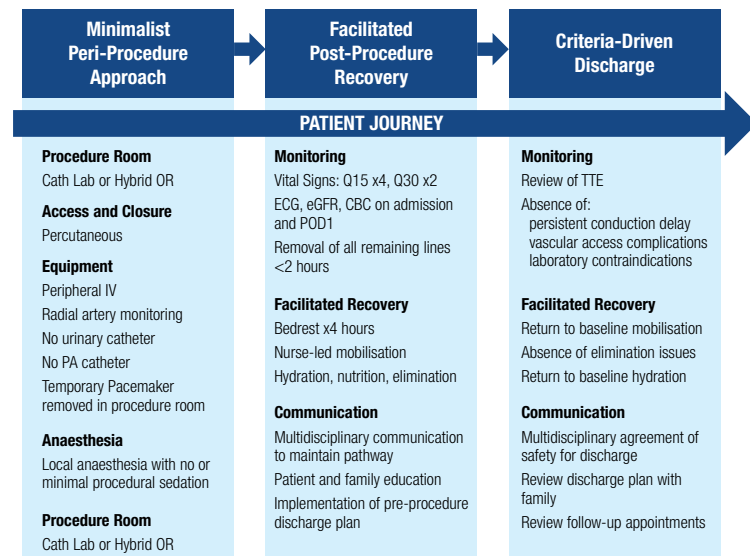 Minimalist
Peri-Procedure
Approach
Facilitated
Post-Procedure
Recovery
Criteria-Driven
Discharge
PATIENT JOURNEY
Procedure Room
Cath Lab or Hybrid OR
Access and Closure
Percutaneous
Equipment
Peripheral IV
Radial artery monitoring
No urinary catheter
No PA catheter
Temporary Pacemaker
removed in procedure room
Anaesthesia
Local anaesthesia with no or
minimal procedural sedation
Procedure Room
Cath Lab or Hybrid OR
Monitoring
Vital Signs: Q15 x4, Q30 x2
ECG, eGFR, CBC on admission
and POD1
Removal of all remaining lines
<2 hours
Facilitated Recovery
Bedrest x4 hours
Nurse-led mobilisation
Hydration, nutrition, elimination
Communication
Multidisciplinary communication
to maintain pathway
Patient and family education
Implementation of pre-procedure
discharge plan
Monitoring
Review of TTE
Absence of:
persistent conduction delay
vascular access complications
laboratory contraindications
Facilitated Recovery
Return to baseline mobilisation
Absence of elimination issues
Return to baseline hydration
Communication
Multidisciplinary agreement of
safety for discharge
Review discharge plan with
family
Review follow-up appointments